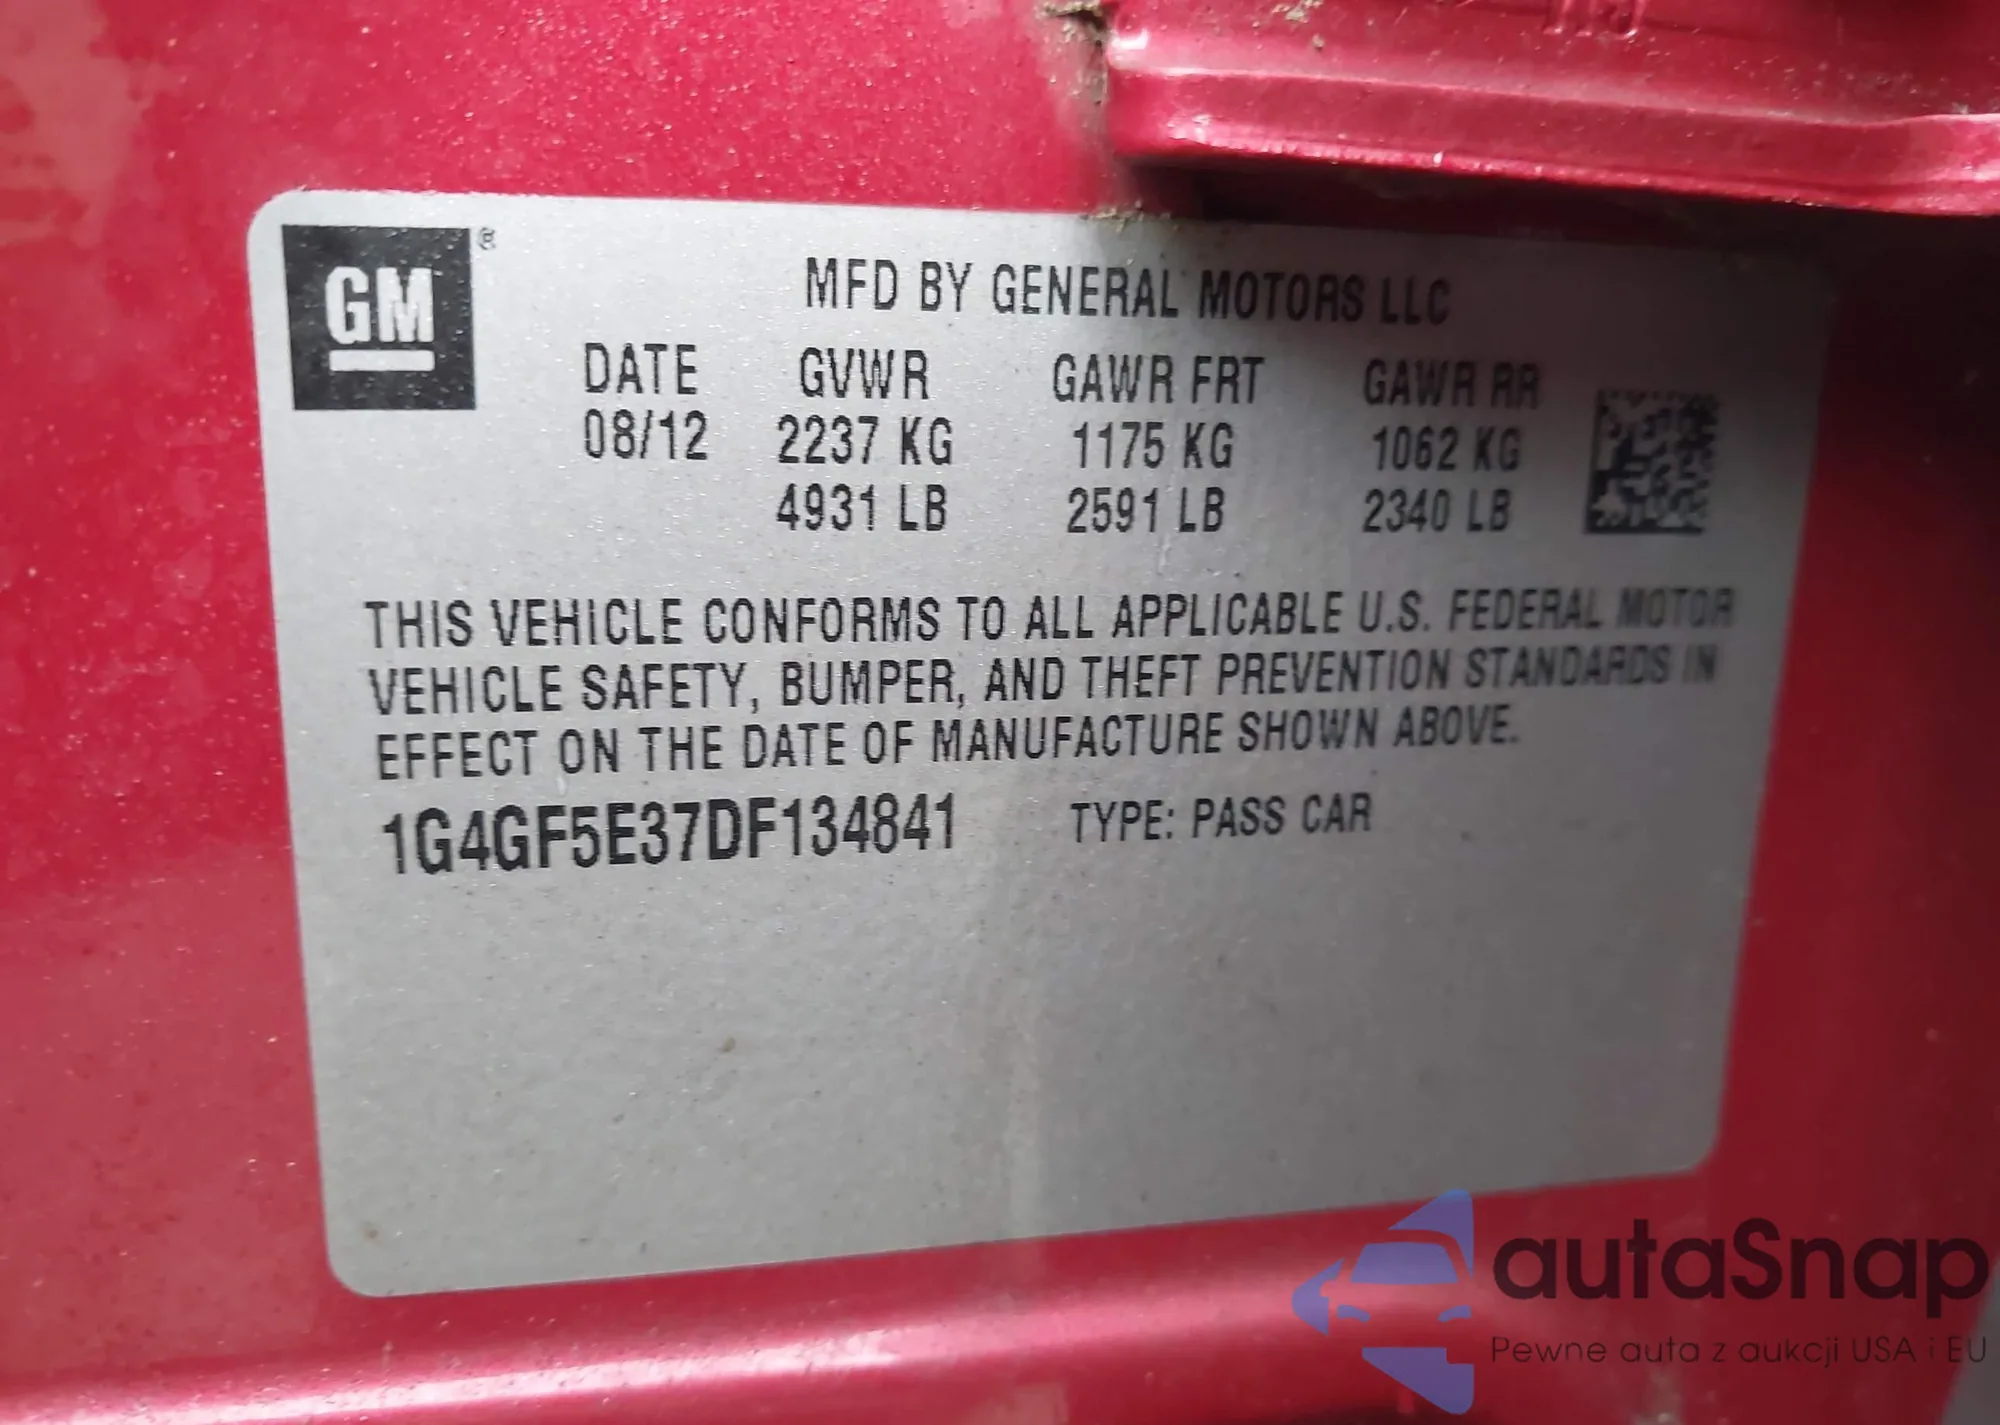 GM ®
MFD BY GENERAL MOTORS LLC
DATE GVWR GAWR FRT GAWR RR
08/12 2237 KG 1175 KG 1062 KG
4931 LB 2591 LB 2340 LB
THIS VEHICLE CONFORMS TO ALL APPLICABLE U.S. FEDERAL MOTOR
VEHICLE SAFETY, BUMPER, AND THEFT PREVENTION STANDARDS IN
EFFECT ON THE DATE OF MANUFACTURE SHOWN ABOVE.
1G4GF5E37DF134841 TYPE: PASS CAR
autaSnap
Pewne auta z aukcji USA i EU